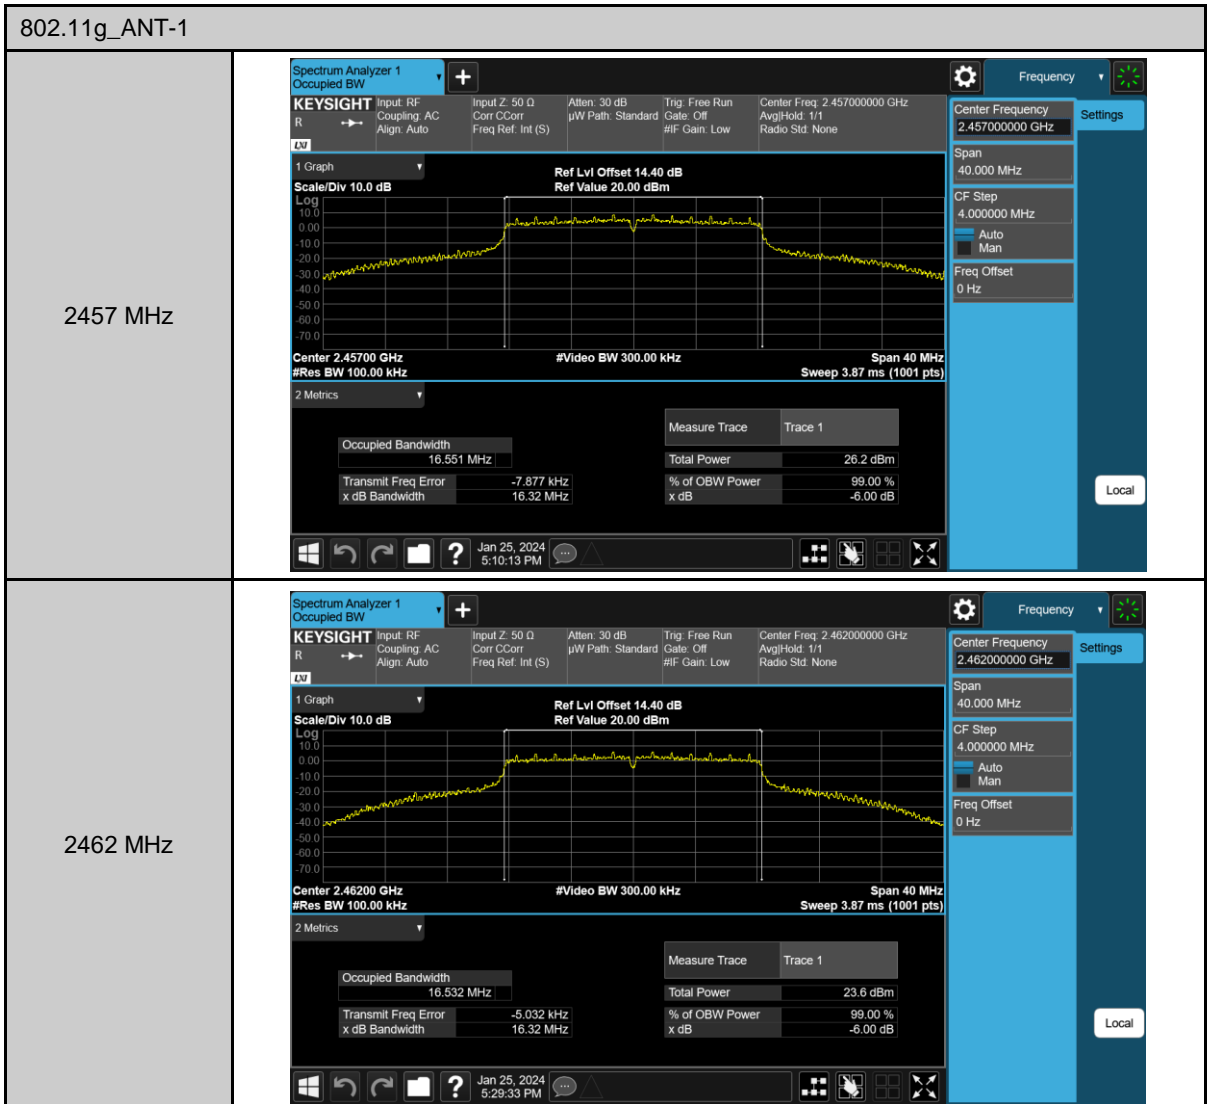 802.11g_ANT-1
2457 MHz
Spectrum Analyzer 1
Occupied BW
+
Frequency
KEYSIGHT
R
LXI
Input: RF
Coupling: AC
Align: Auto
Input Z: 50 Ω
Corr CCorr
Freq Ref: Int (S)
Atten: 30 dB
µW Path: Standard
Trig: Free Run
Gate: Off
#IF Gain: Low
Center Freq: 2.457000000 GHz
Avg|Hold: 1/1
Radio Std: None
Center Frequency
2.457000000 GHz
Settings
Span
40.000 MHz
CF Step
4.000000 MHz
Auto
Man
Freq Offset
0 Hz
Local
1 Graph
Scale/Div 10.0 dB
Ref Lvl Offset 14.40 dB
Ref Value 20.00 dBm
Log
10.0
0.00
-10.0
-20.0
-30.0
-40.0
-50.0
-60.0
-70.0
Center 2.45700 GHz
#Video BW 300.00 kHz
Span 40 MHz
#Res BW 100.00 kHz
Sweep 3.87 ms (1001 pts)
2 Metrics
Measure Trace Trace 1
Occupied Bandwidth
16.551 MHz
Total Power 26.2 dBm
Transmit Freq Error -7.877 kHz
% of OBW Power 99.00 %
x dB Bandwidth 16.32 MHz
x dB -6.00 dB
?
Jan 25, 2024
5:10:13 PM
2462 MHz
Spectrum Analyzer 1
Occupied BW
+
Frequency
KEYSIGHT
R
LXI
Input: RF
Coupling: AC
Align: Auto
Input Z: 50 Ω
Corr CCorr
Freq Ref: Int (S)
Atten: 30 dB
µW Path: Standard
Trig: Free Run
Gate: Off
#IF Gain: Low
Center Freq: 2.462000000 GHz
Avg|Hold: 1/1
Radio Std: None
Center Frequency
2.462000000 GHz
Settings
Span
40.000 MHz
CF Step
4.000000 MHz
Auto
Man
Freq Offset
0 Hz
Local
1 Graph
Scale/Div 10.0 dB
Ref Lvl Offset 14.40 dB
Ref Value 20.00 dBm
Log
10.0
0.00
-10.0
-20.0
-30.0
-40.0
-50.0
-60.0
-70.0
Center 2.46200 GHz
#Video BW 300.00 kHz
Span 40 MHz
#Res BW 100.00 kHz
Sweep 3.87 ms (1001 pts)
2 Metrics
Measure Trace Trace 1
Occupied Bandwidth
16.532 MHz
Total Power 23.6 dBm
Transmit Freq Error -5.032 kHz
% of OBW Power 99.00 %
x dB Bandwidth 16.32 MHz
x dB -6.00 dB
?
Jan 25, 2024
5:29:33 PM